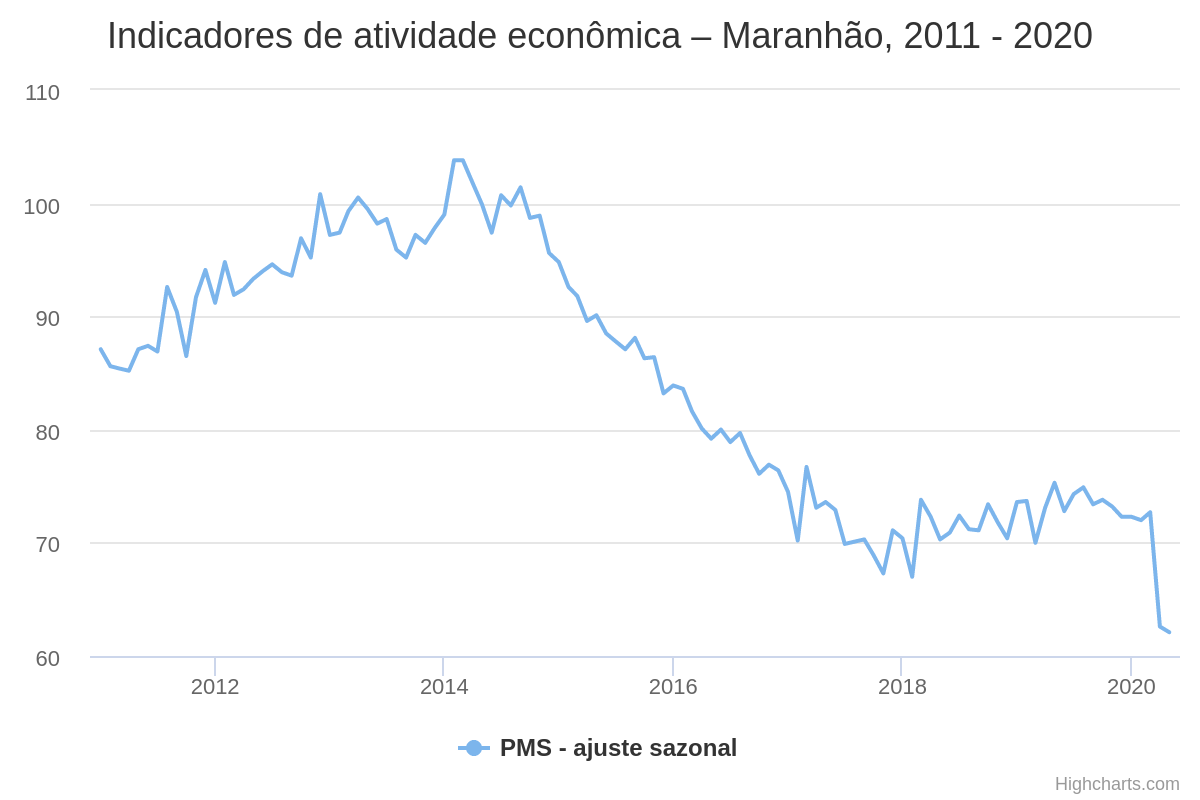 Indicadores de atividade econômica – Maranhão, 2011 - 2020
110
100
90
80
70
60
2012 2014 2016 2018 2020
PMS - ajuste sazonal
Highcharts.com